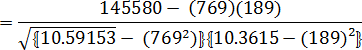 = 145580 − (769)(189)
√{[10.59153 − (769²)]}{[10.3615 − (189)²]}